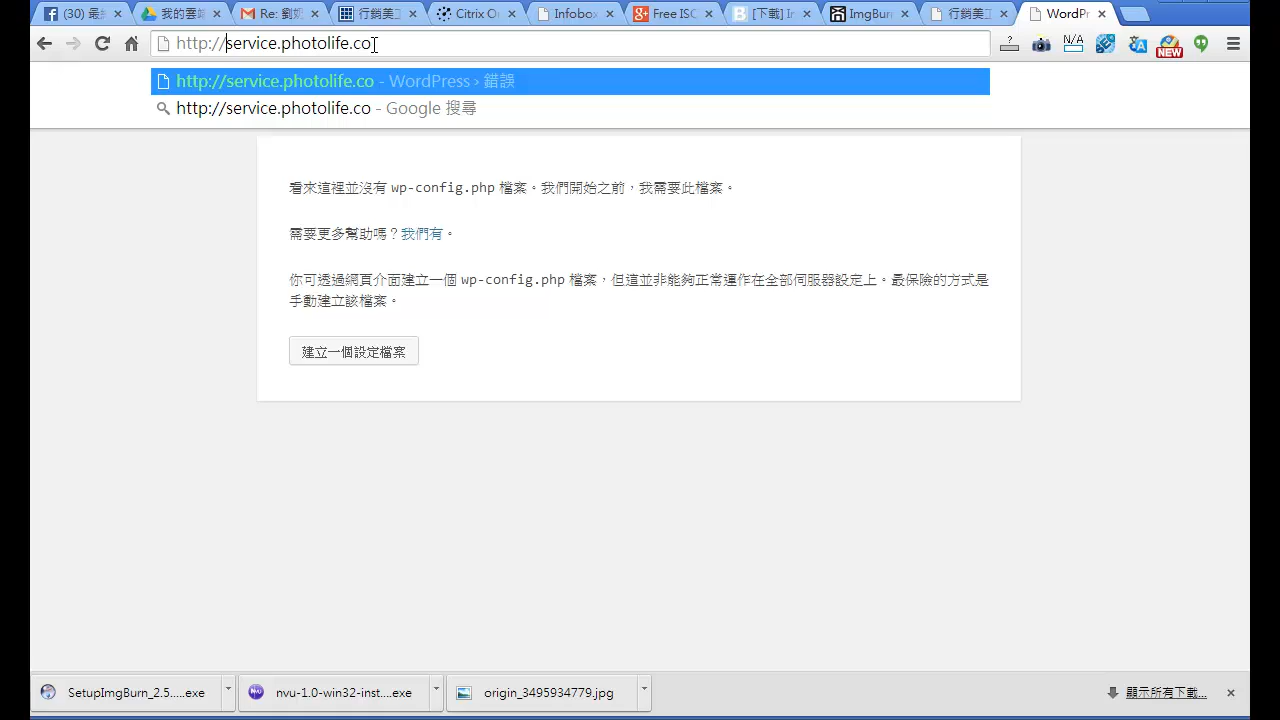 (30) 最 我的雲 Re: 劉 行銷美工 Citrix O Infobo Free ISO [下載] I ImgBur 行銷美工 WordPr
http://service.photolife.co N/A NEW
http://service.photolife.co - WordPress › 錯誤
http://service.photolife.co - Google 搜尋
看來這裡並沒有 wp-config.php 檔案。我們開始之前，我需要此檔案。
需要更多幫助嗎？我們有。
你可透過網頁介面建立一個 wp-config.php 檔案，但這並非能夠正常運作在全部伺服器設定上。最保險的方式是
手動建立該檔案。
建立一個設定檔案
SetupImgBurn_2.5.....exe nvu-1.0-win32-inst....exe origin_3495934779.jpg 顯示所有下載...